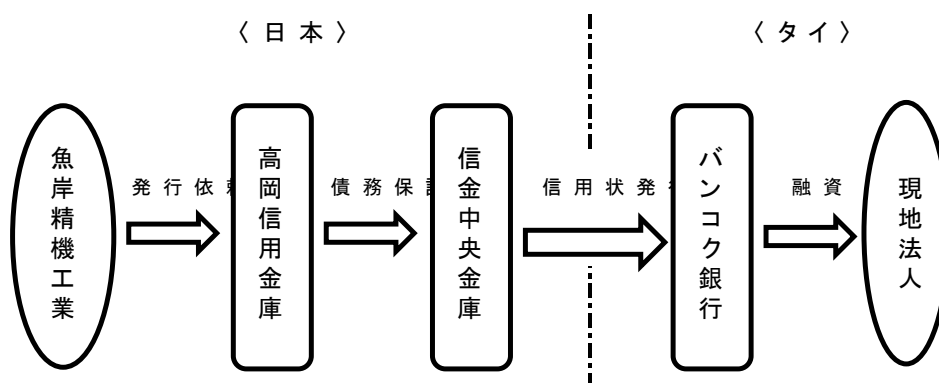 〈日本〉
〈タイ〉
魚岸精機工業
発行依
高岡信用金庫
債務保
信金中央金庫
信用状発
バンコク銀行
融資
現地法人